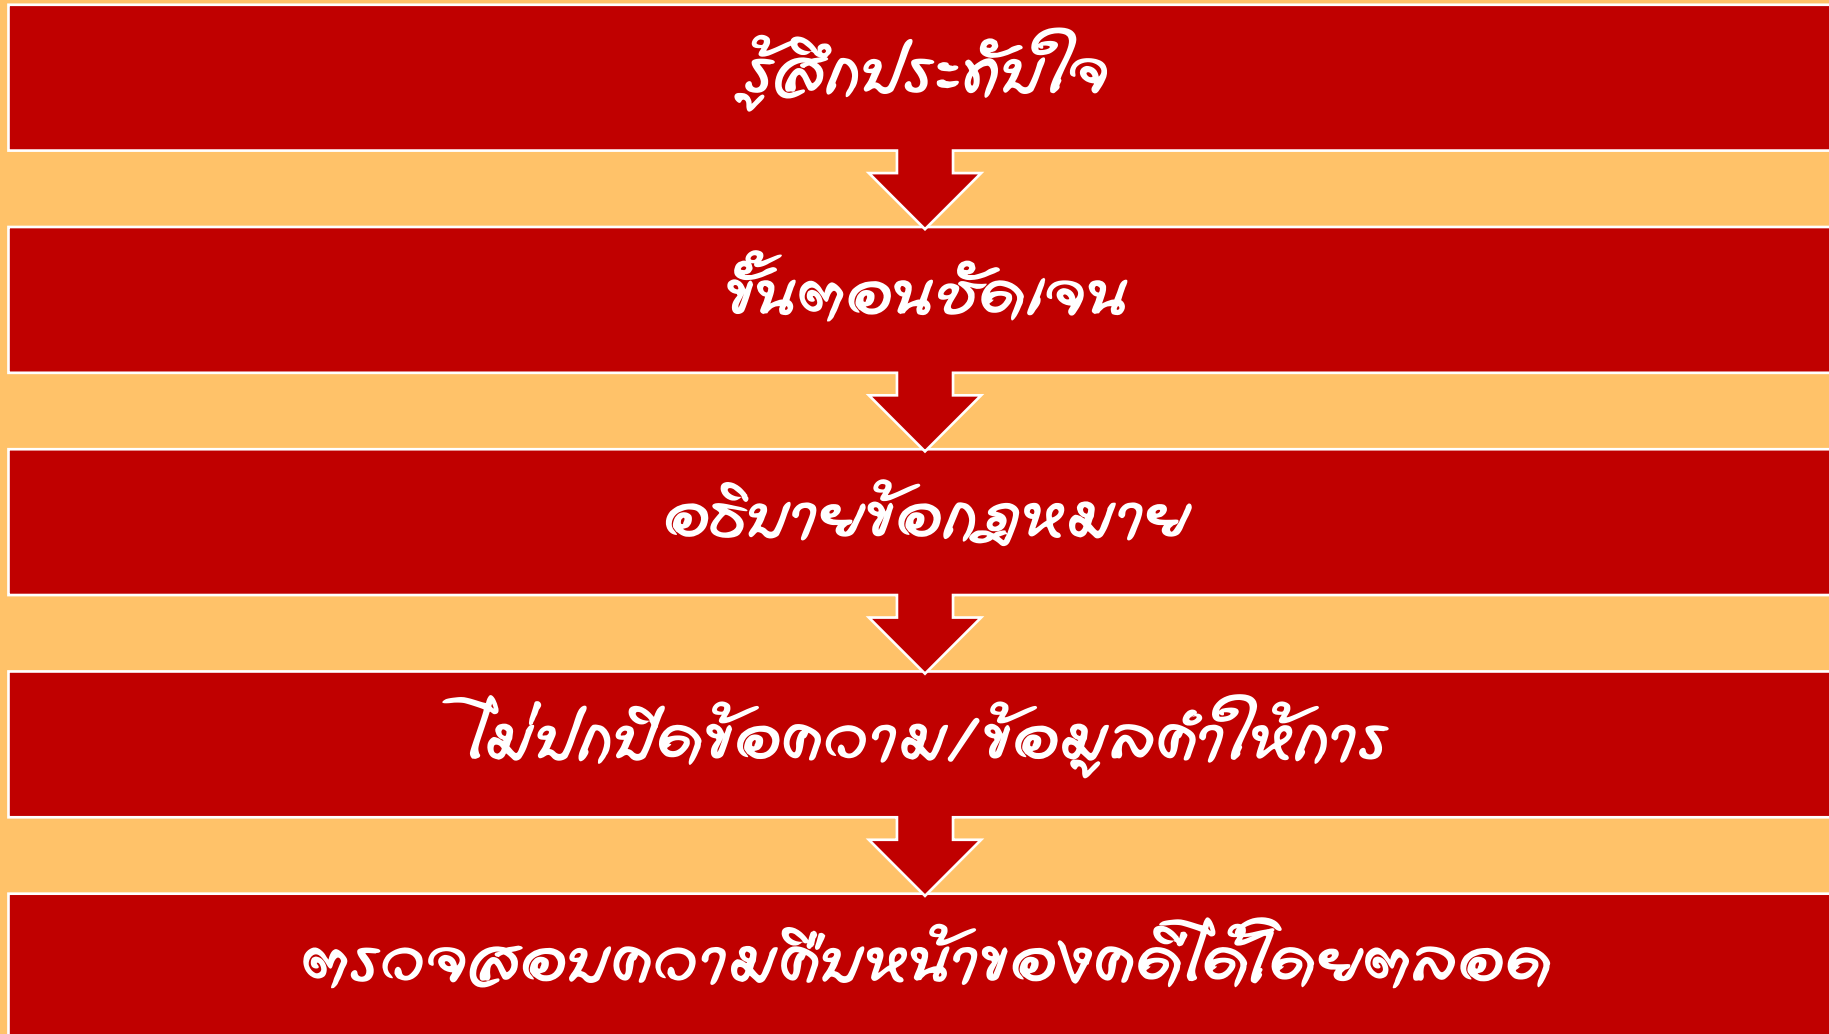 รู้สึกประทับใจ
ขั้นตอนชัดเจน
อธิบายข้อกฎหมาย
ไม่ปกปิดข้อความ/ข้อมูลคำให้การ
ตรวจสอบความคืบหน้าของคดีได้โดยตลอด